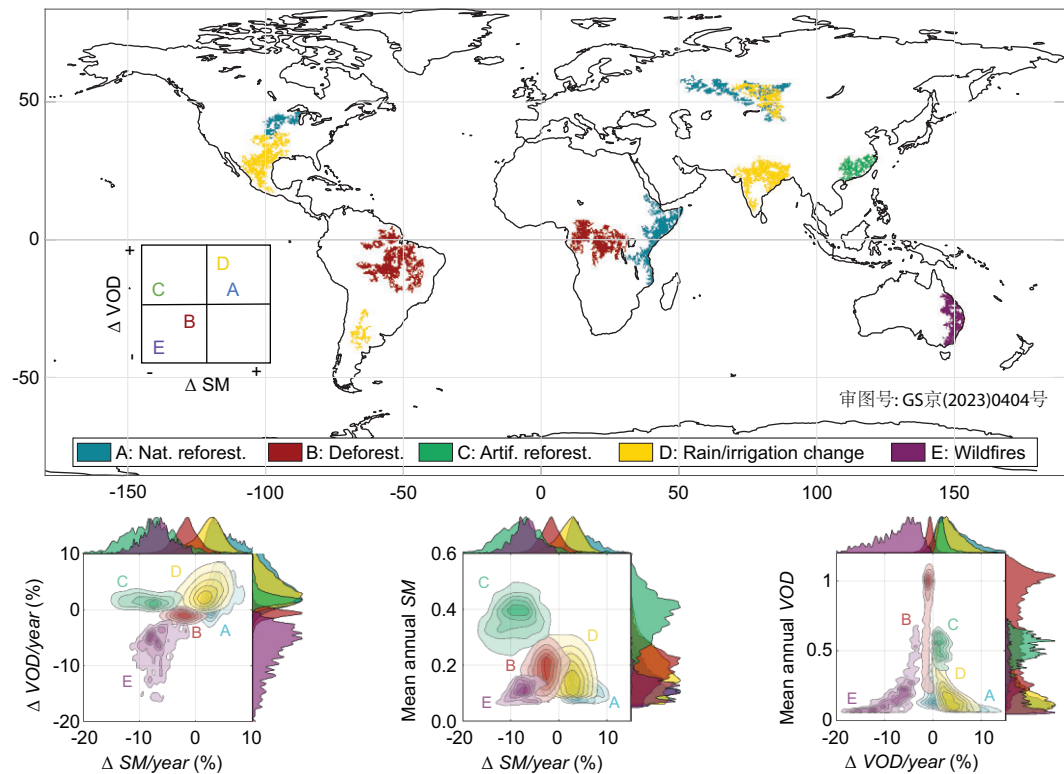 50
0
-50
+
Δ VOD
-
D
C
A
B
E
-
+
Δ SM
审图号: GS京(2023)0404号
A: Nat. reforest.
B: Deforest.
C: Artif. reforest.
D: Rain/irrigation change
E: Wildfires
-150
-100
-50
0
50
100
150
10
0
-10
-20
Δ VOD/year (%)
C
D
B
A
E
-20
-10
0
10
Δ SM/year (%)
0.6
0.4
0.2
0.0
Mean annual SM
C
D
B
E
A
-20
-10
0
10
Δ SM/year (%)
1
0.5
0
Mean annual VOD
B
C
D
E
A
-20
-10
0
10
Δ VOD/year (%)